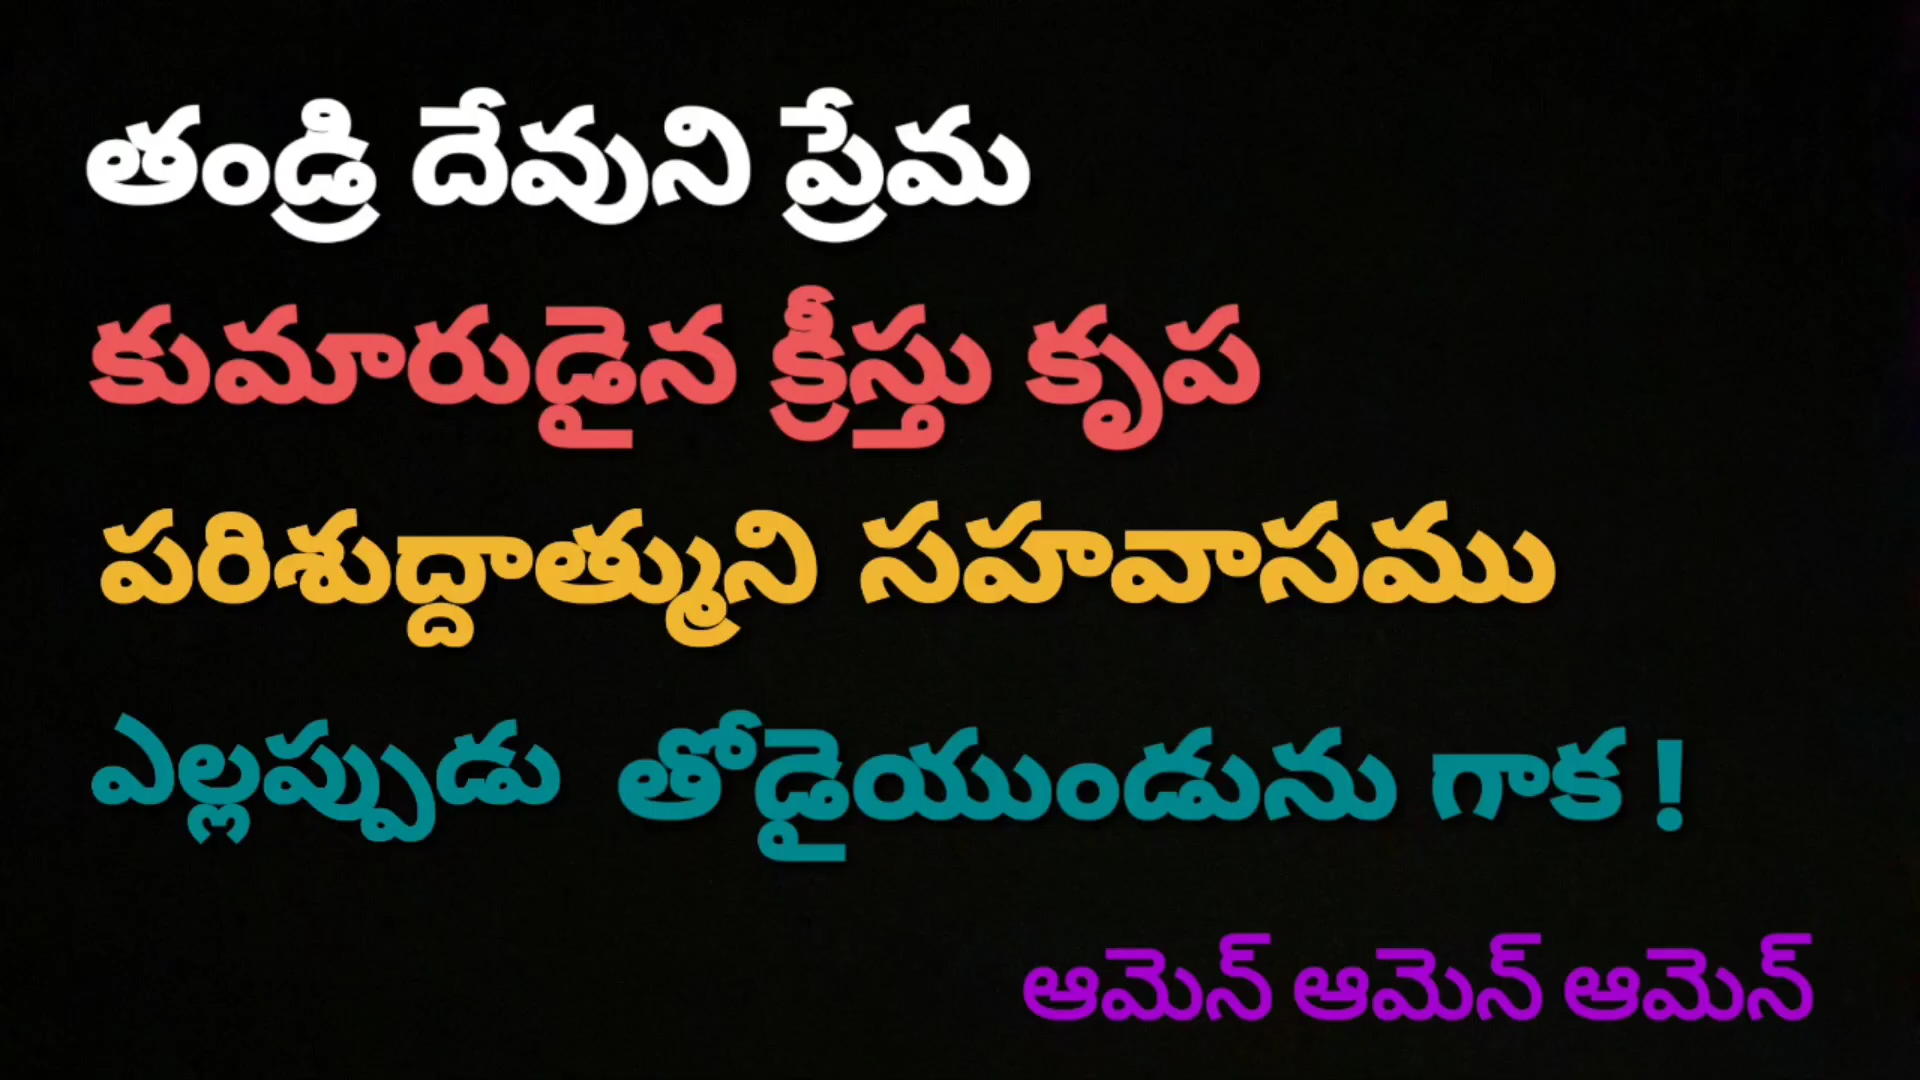 తండ్రి దేవుని ప్రేమ
కుమారుడైన క్రీస్తు కృప
పరిశుద్దాత్ముని సహవాసము
ఎల్లప్పుడు తోడైయుండును గాక !
ఆమెన్ ఆమెన్ ఆమెన్